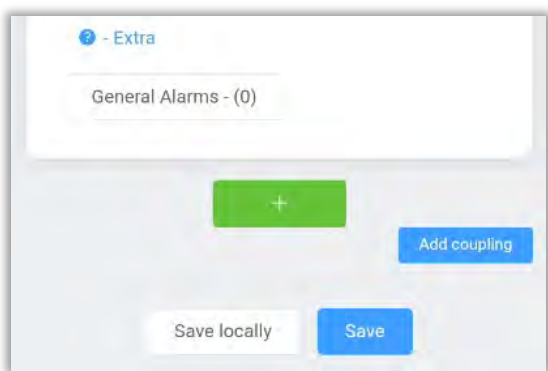 ? - Extra
General Alarms - (0)
+
Add coupling
Save locally
Save